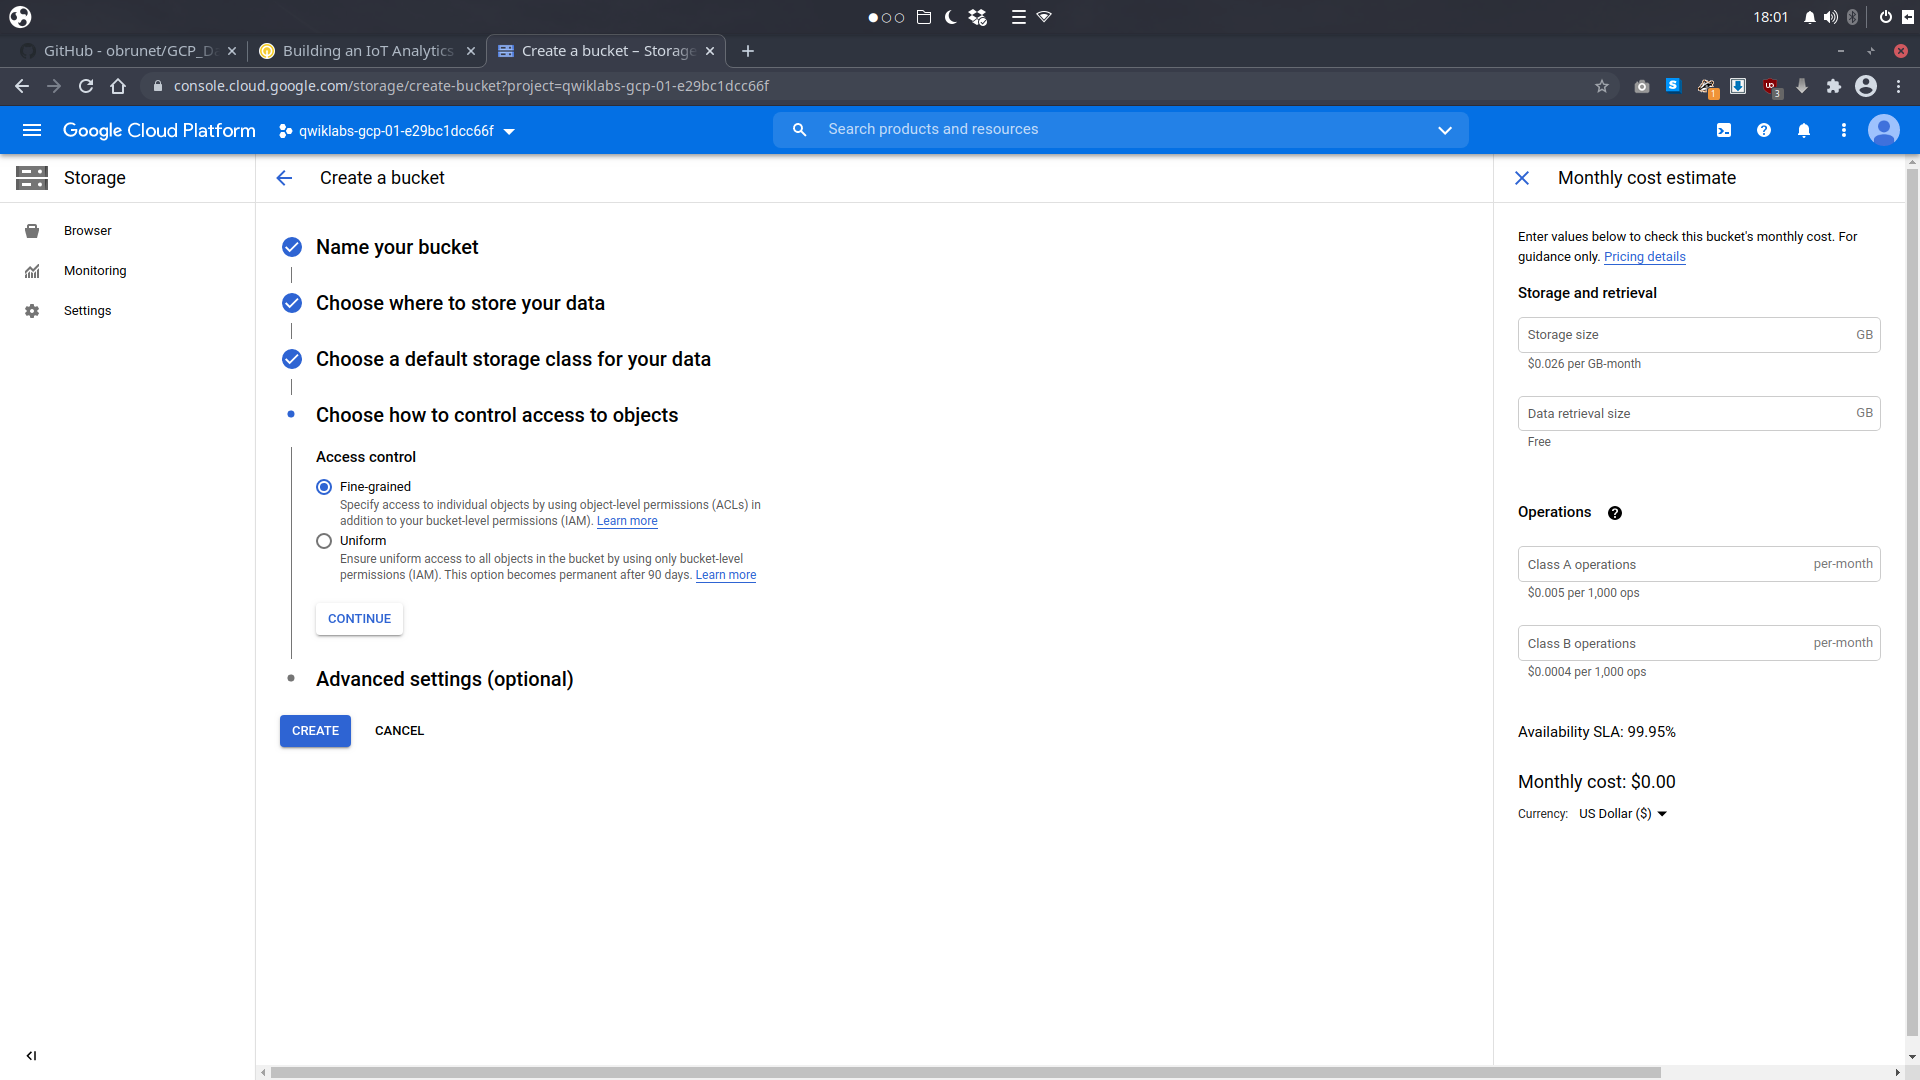 18:01
GitHub - obrunet/GCP_Da
Building an IoT Analytics
Create a bucket – Storage
console.cloud.google.com/storage/create-bucket?project=qwiklabs-gcp-01-e29bc1dcc66f
S
1
UD
3
Google Cloud Platform
qwiklabs-gcp-01-e29bc1dcc66f
Search products and resources
Storage
Browser
Monitoring
Settings
Create a bucket
Name your bucket
Choose where to store your data
Choose a default storage class for your data
Choose how to control access to objects
Access control
Fine-grained
Specify access to individual objects by using object-level permissions (ACLs) in
addition to your bucket-level permissions (IAM). Learn more
Uniform
Ensure uniform access to all objects in the bucket by using only bucket-level
permissions (IAM). This option becomes permanent after 90 days. Learn more
CONTINUE
Advanced settings (optional)
CREATE CANCEL
Monthly cost estimate
Enter values below to check this bucket's monthly cost. For
guidance only. Pricing details
Storage and retrieval
Storage size GB
$0.026 per GB-month
Data retrieval size GB
Free
Operations
Class A operations per-month
$0.005 per 1,000 ops
Class B operations per-month
$0.0004 per 1,000 ops
Availability SLA: 99.95%
Monthly cost: $0.00
Currency: US Dollar ($)